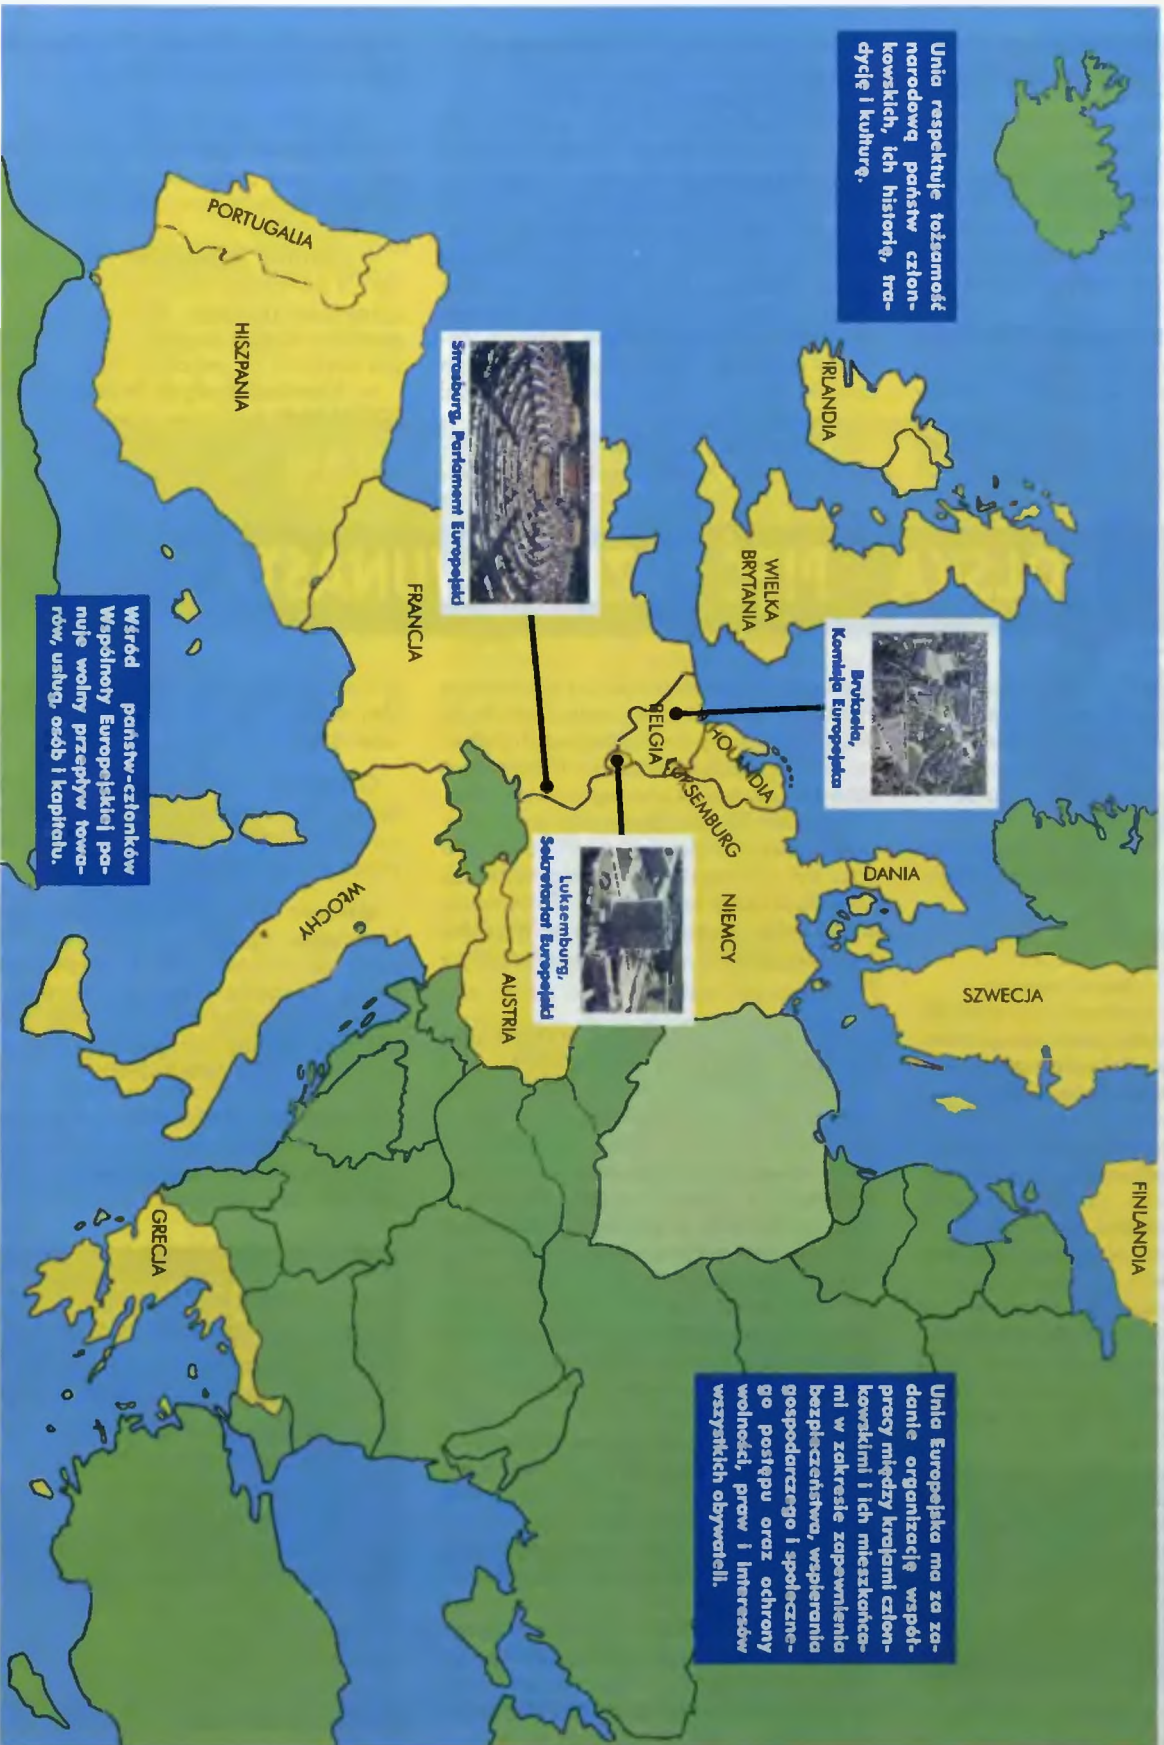 Unia respektuje tożsamość
narodową państw człon-
kowskich, ich historię, tra-
dycję i kulturę.
Unia Europejska ma za za-
danie organizację współ-
pracy między krajami człon-
kowskimi i ich mieszkańca-
mi w zakresie zapewnienia
bezpieczeństwa, wspierania
gospodarczego i społeczne-
go postępu oraz ochrony
wolności, praw i interesów
wszystkich obywateli.
FINLANDIA
SZWECJA
DANIA
IRLANDIA
WIELKA
BRYTANIA
Bruksela,
Komisja Europejska
HOLANDIA
BELGIA
LUKSEMBURG
NIEMCY
Luksemburg,
Sekretariat Europejski
Strasburg, Parlament Europejski
FRANCJA
AUSTRIA
WŁOCHY
PORTUGALIA
HISZPANIA
GRECJA
Wśród państw-członków
Wspólnoty Europejskiej pa-
nuje wolny przepływ towa-
rów, usług, osób i kapitału.